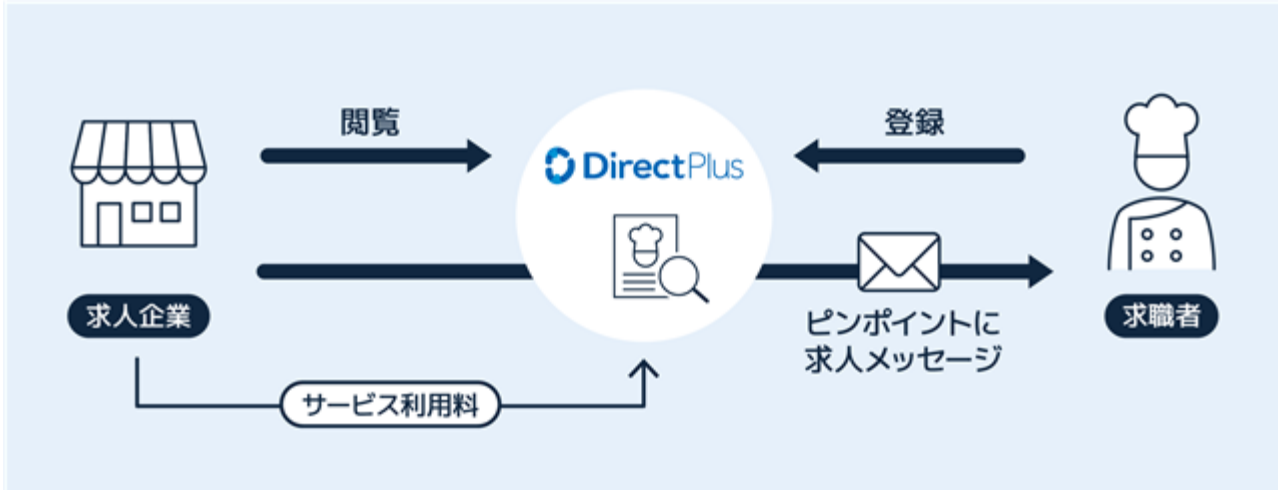 閲覧
登録
DirectPlus
求人企業
ピンポイントに
求人メッセージ
求職者
サービス利用料